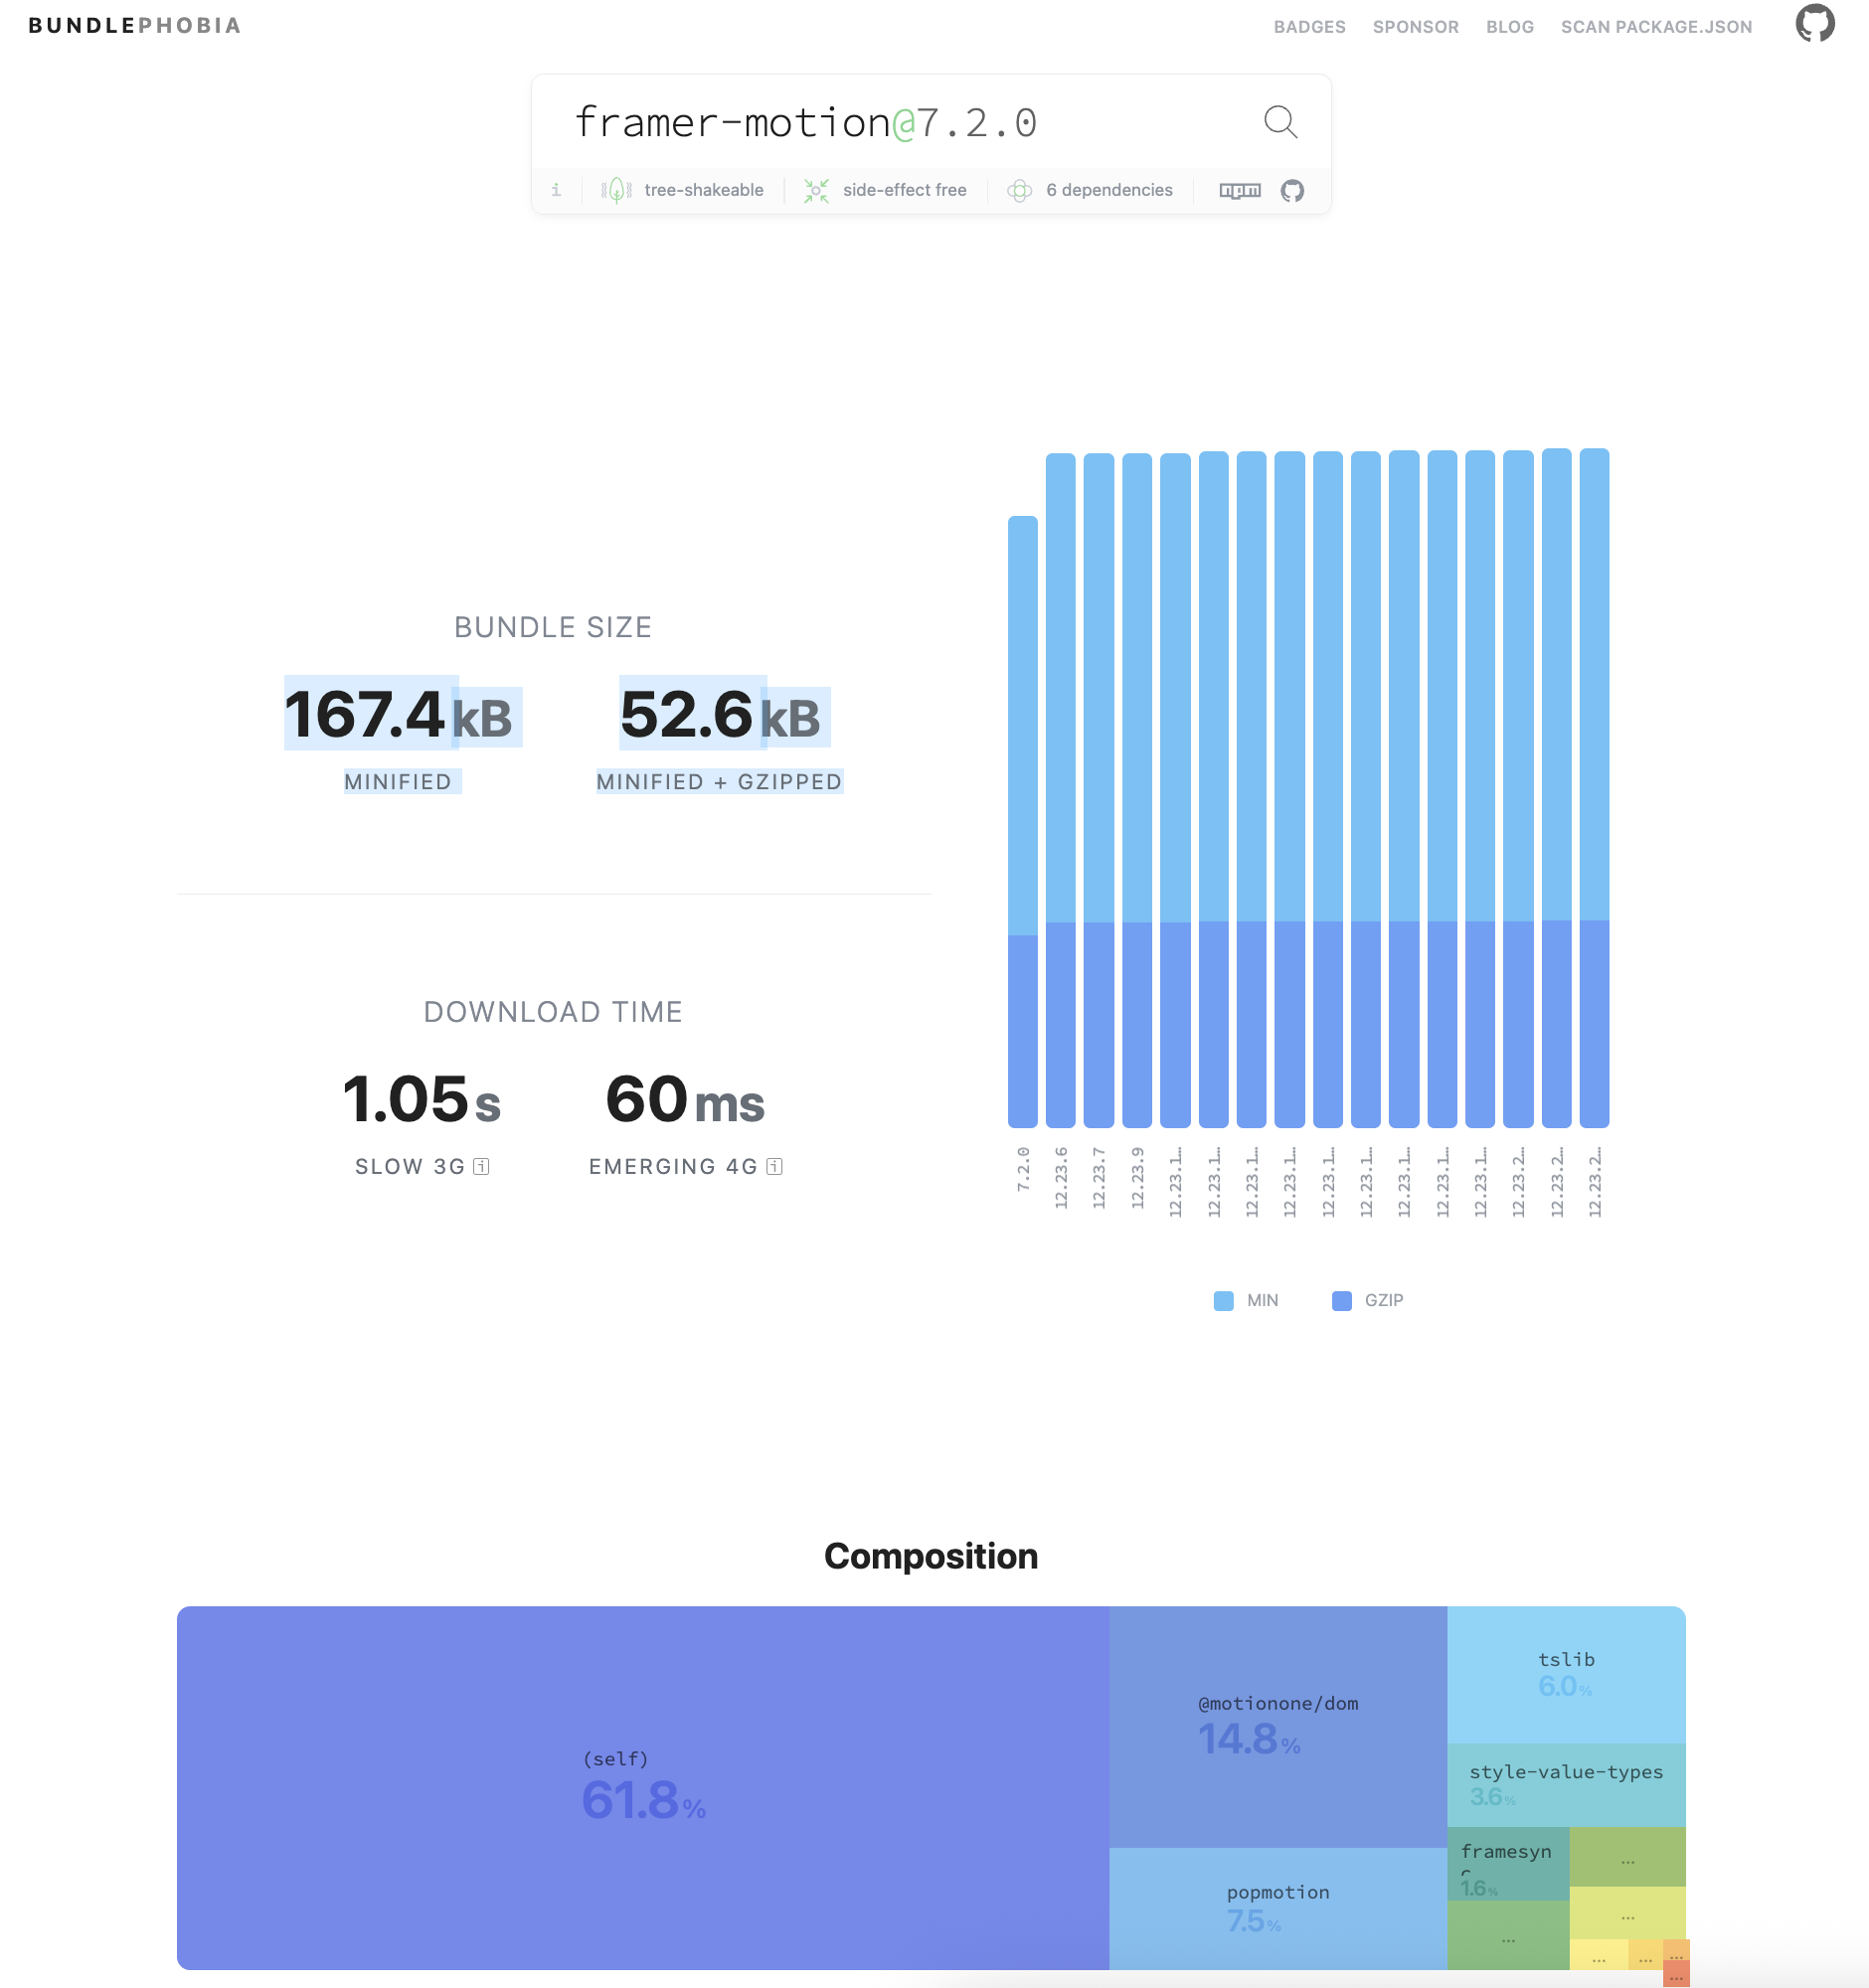 BUNDLEPHOBIA
BADGES SPONSOR BLOG SCAN PACKAGE.JSON
framer-motion@7.2.0
i tree-shakeable side-effect free 6 dependencies npm
BUNDLE SIZE
167.4 kB 52.6 kB
MINIFIED MINIFIED + GZIPPED
DOWNLOAD TIME
1.05 s 60 ms
SLOW 3G i EMERGING 4G i
7.2.0
12.23.6
12.23.7
12.23.9
12.23.1…
12.23.1…
12.23.1…
12.23.1…
12.23.1…
12.23.1…
12.23.1…
12.23.1…
12.23.1…
12.23.2…
12.23.2…
12.23.2…
MIN GZIP
Composition
(self)
61.8%
@motionone/dom
14.8%
popmotion
7.5%
tslib
6.0%
style-value-types
3.6%
framesyn
c
1.6%
…
…
…
…
…
…
…